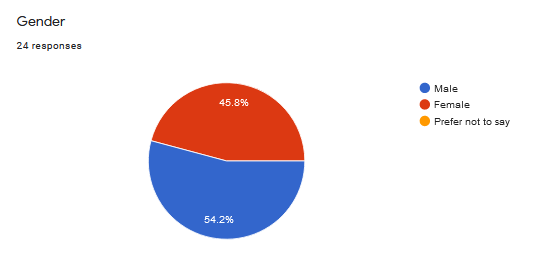 Gender
24 responses
45.8%
54.2%
Male
Female
Prefer not to say